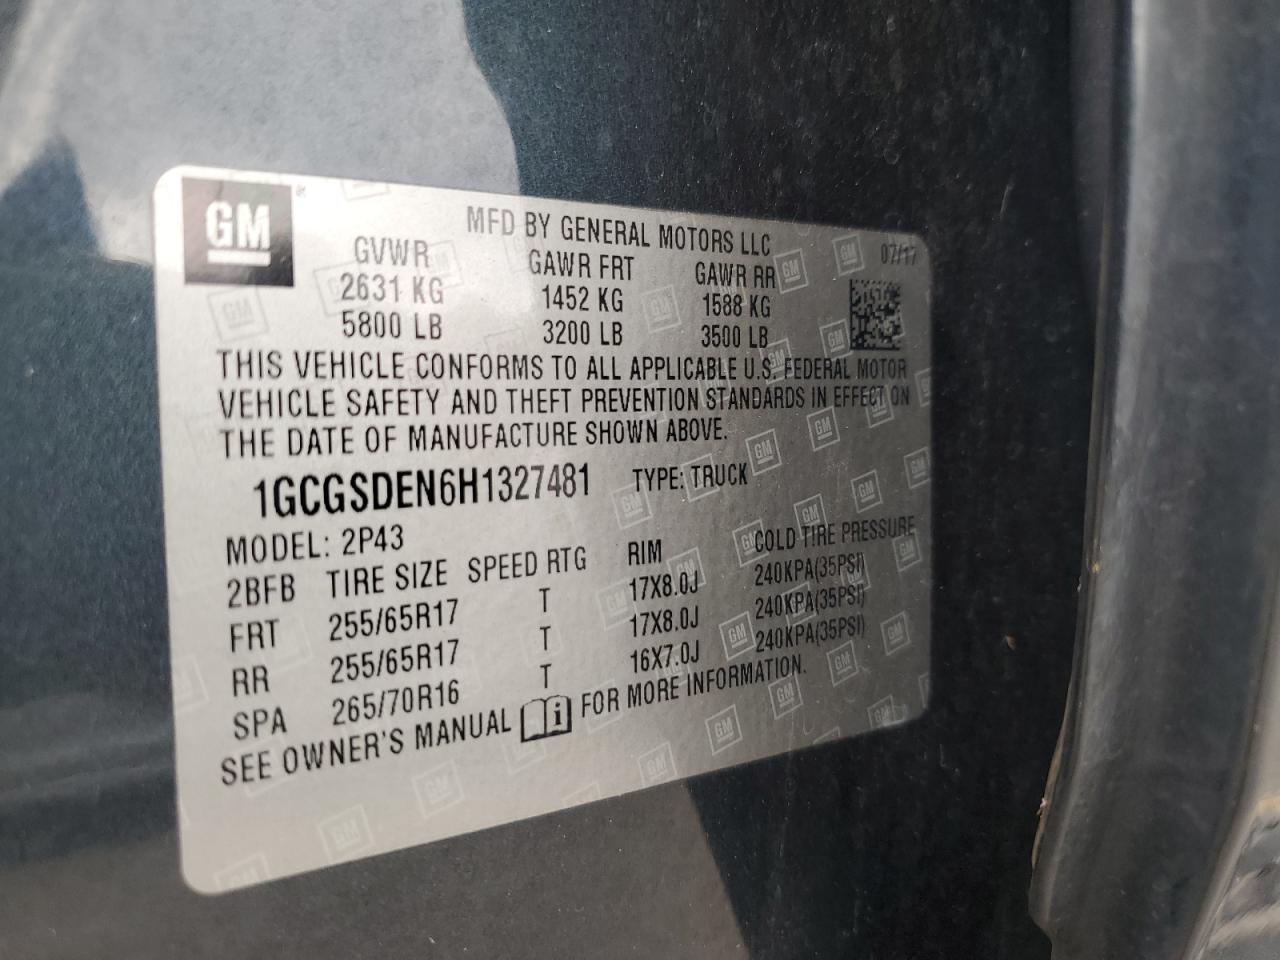 GM
MFD BY GENERAL MOTORS LLC
07/17
GVWR GAWR FRT GAWR RR
2631 KG 1452 KG 1588 KG
5800 LB 3200 LB 3500 LB
THIS VEHICLE CONFORMS TO ALL APPLICABLE U.S. FEDERAL MOTOR
VEHICLE SAFETY AND THEFT PREVENTION STANDARDS IN EFFECT ON
THE DATE OF MANUFACTURE SHOWN ABOVE.
1GCGSDEN6H1327481 TYPE: TRUCK
MODEL: 2P43
2BFB TIRE SIZE SPEED RTG RIM COLD TIRE PRESSURE
FRT 255/65R17 T 17X8.0J 240KPA(35PSI)
RR 255/65R17 T 17X8.0J 240KPA(35PSI)
SPA 265/70R16 T 16X7.0J 240KPA(35PSI)
SEE OWNER'S MANUAL i FOR MORE INFORMATION.